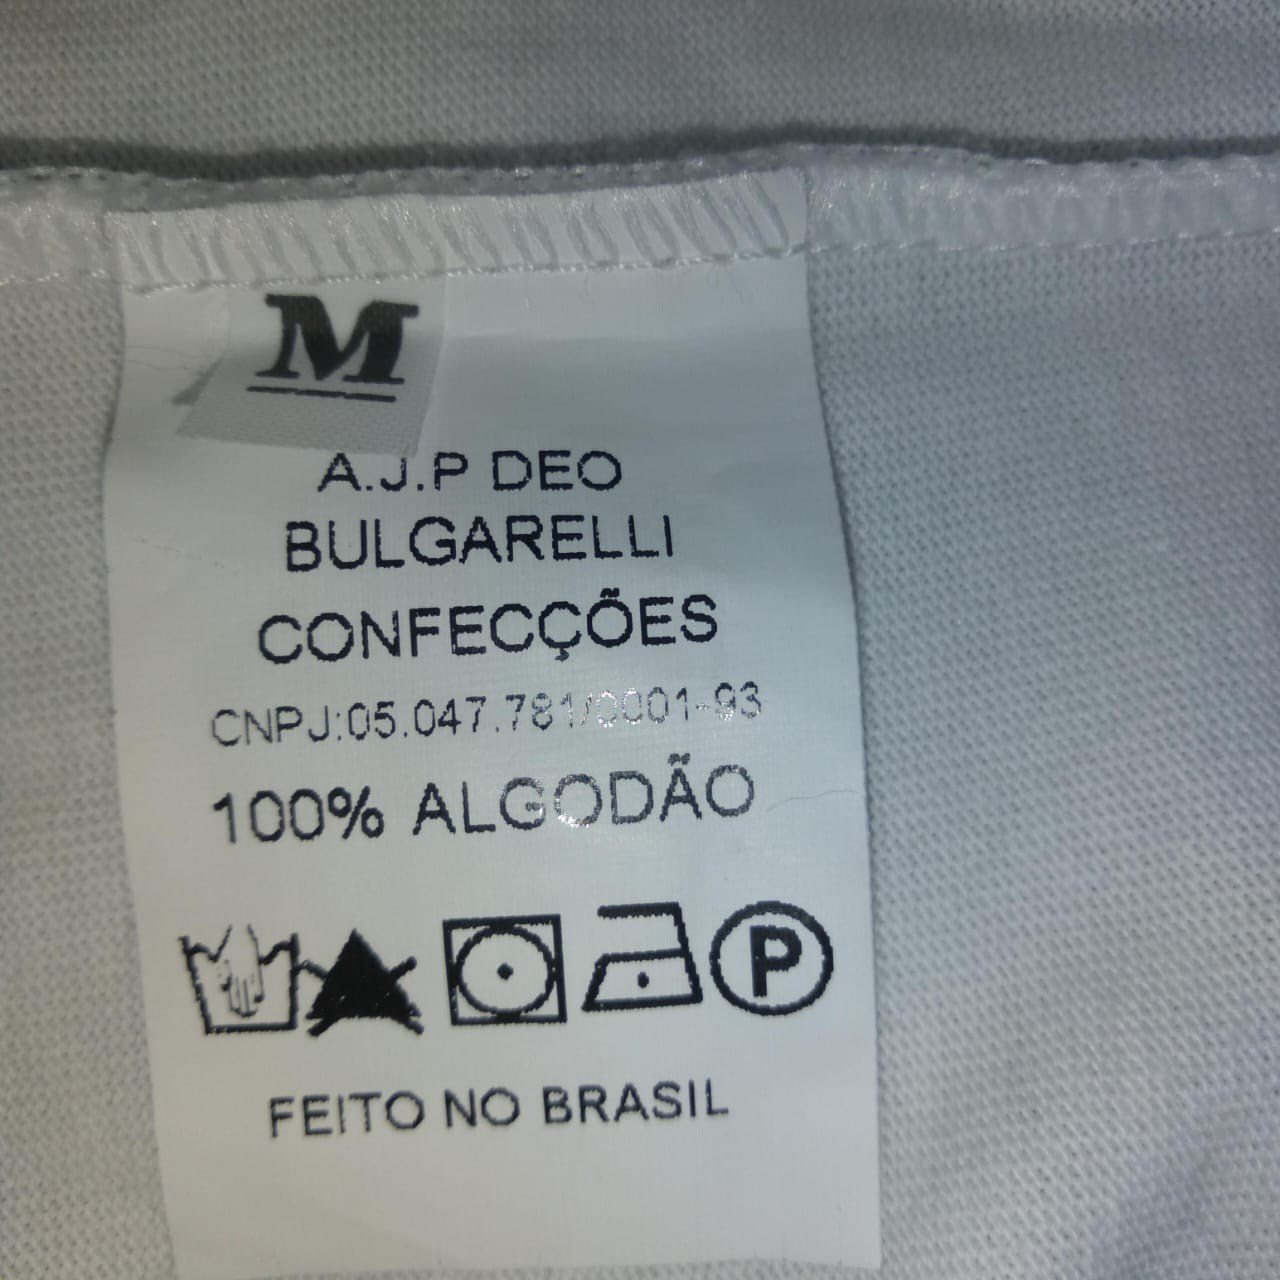 M
A.J.P DEO
BULGARELLI
CONFECÇÕES
CNPJ:05.047.781/0001-93
100% ALGODÃO
P
FEITO NO BRASIL